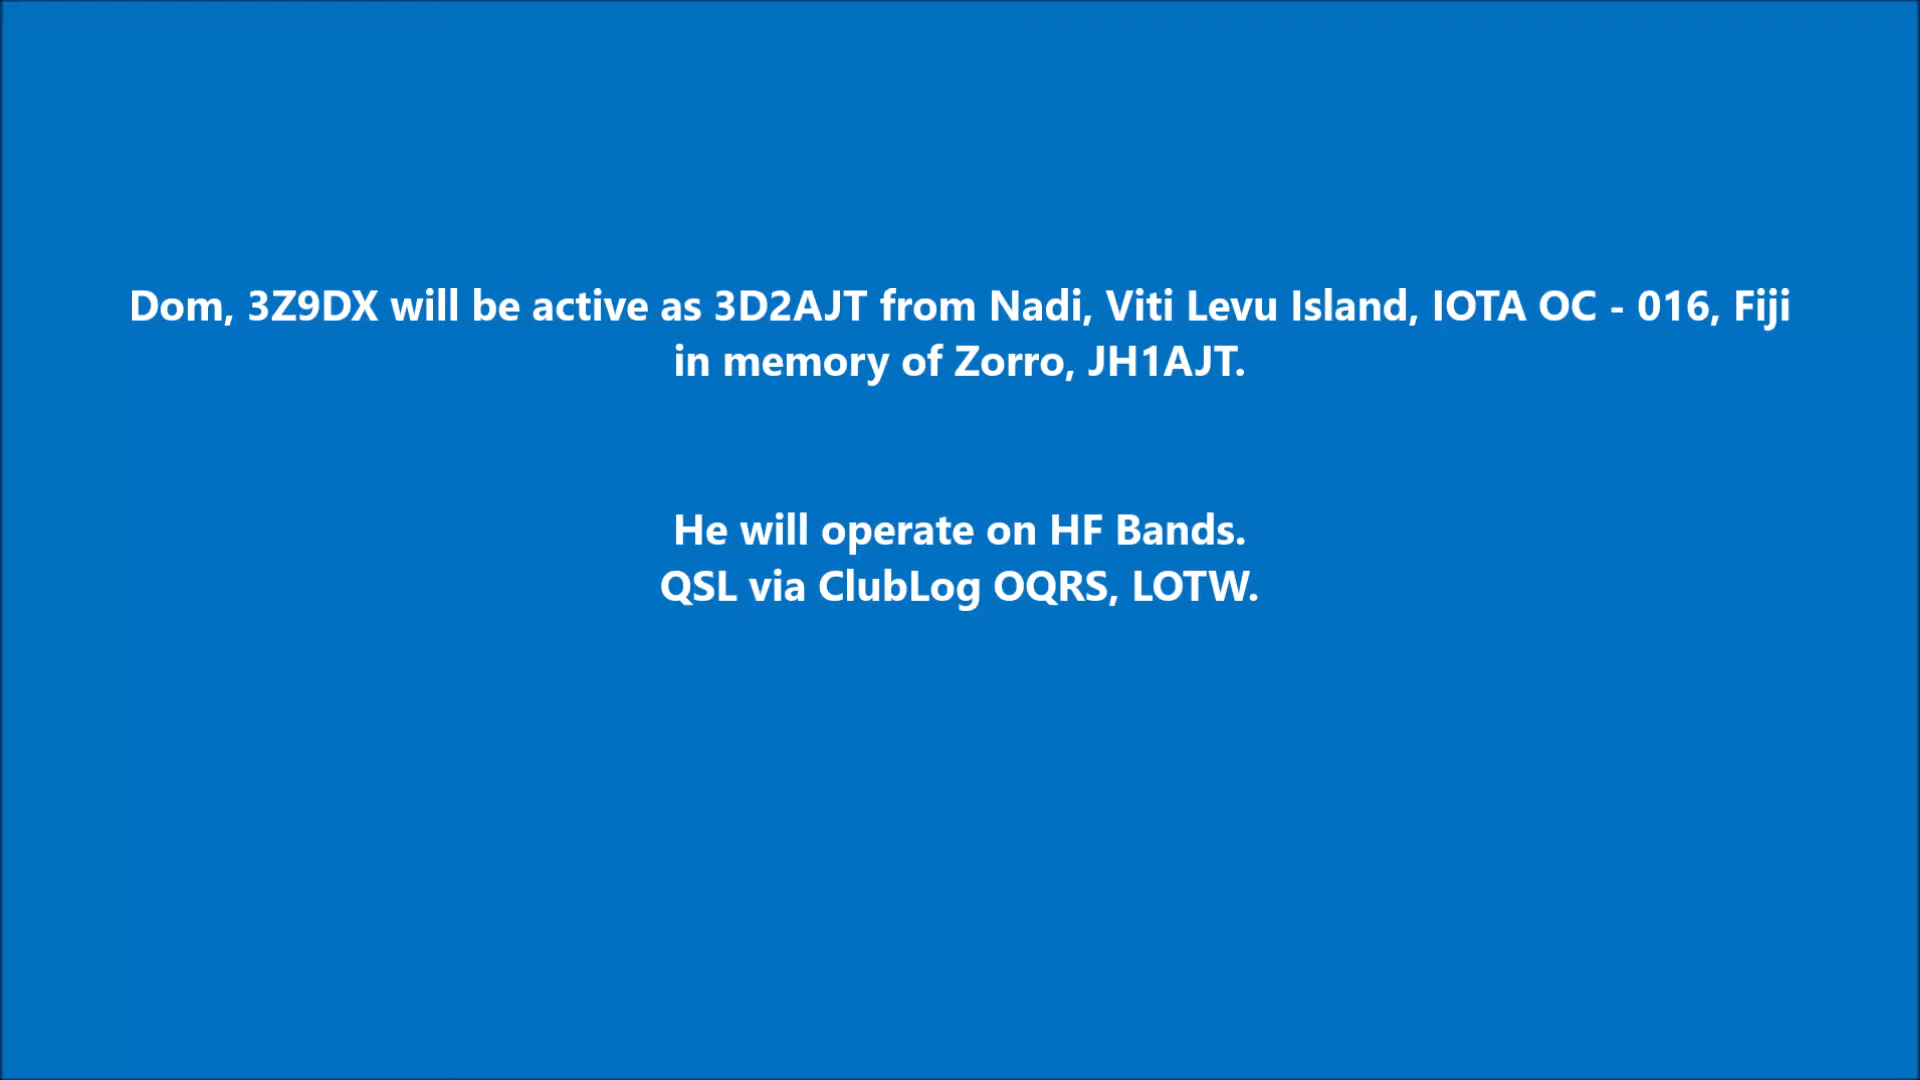 Dom, 3Z9DX will be active as 3D2AJT from Nadi, Viti Levu Island, IOTA OC - 016, Fiji
in memory of Zorro, JH1AJT.
He will operate on HF Bands.
QSL via ClubLog OQRS, LOTW.